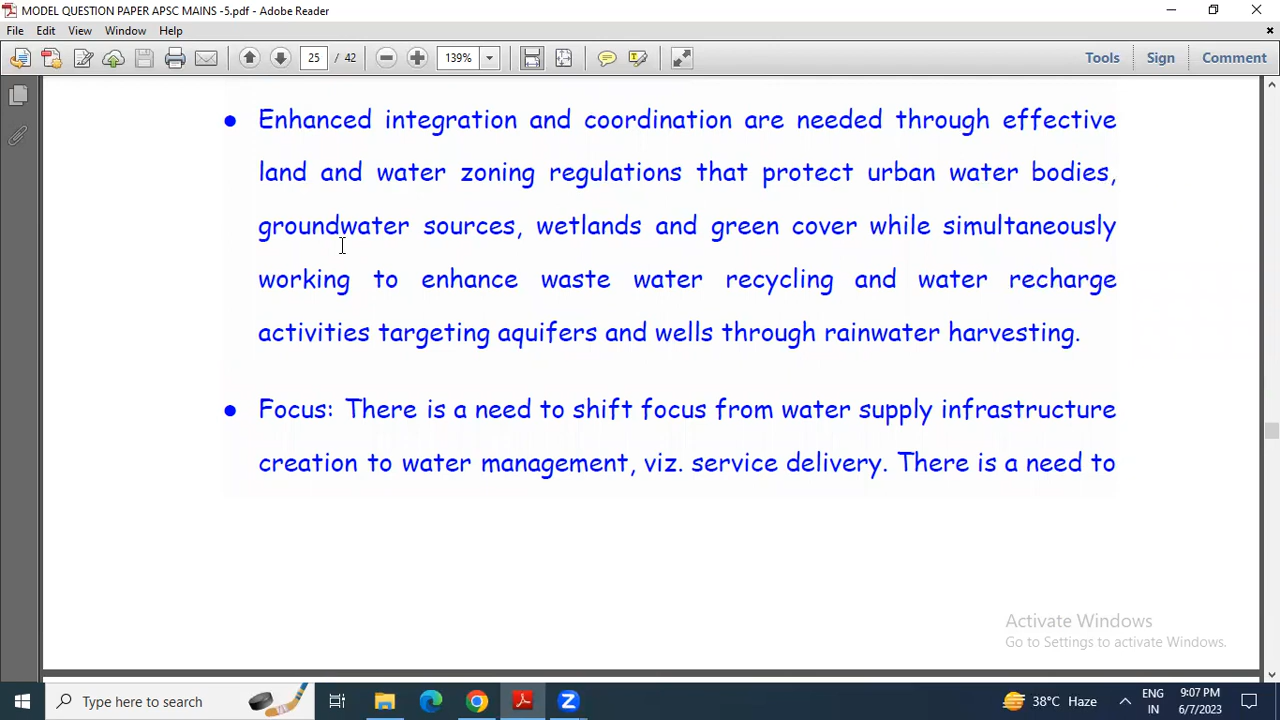 MODEL QUESTION PAPER APSC MAINS -5.pdf - Adobe Reader
File Edit View Window Help
25 / 42 139% Tools Sign Comment
• Enhanced integration and coordination are needed through effective
land and water zoning regulations that protect urban water bodies,
groundwater sources, wetlands and green cover while simultaneously
working to enhance waste water recycling and water recharge
activities targeting aquifers and wells through rainwater harvesting.
• Focus: There is a need to shift focus from water supply infrastructure
creation to water management, viz. service delivery. There is a need to
Activate Windows
Go to Settings to activate Windows.
Type here to search 38°C Haze ENG 9:07 PM
IN 6/7/2023